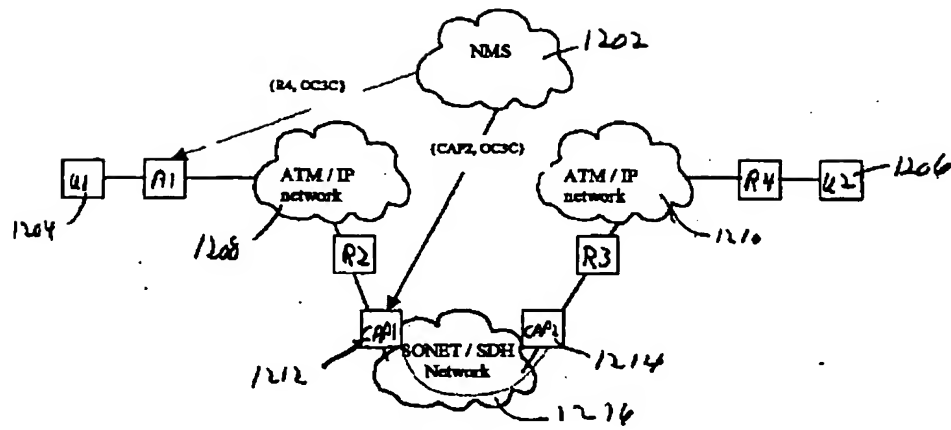 NMS
1202
{R4, OC3C}
{CAP2, OC3C}
U1
A1
ATM / IP
network
ATM / IP
network
R4
U2
1206
1204
1208
R2
R3
1210
CAP1
SONET / SDH
Network
CAP2
1212
1214
1216